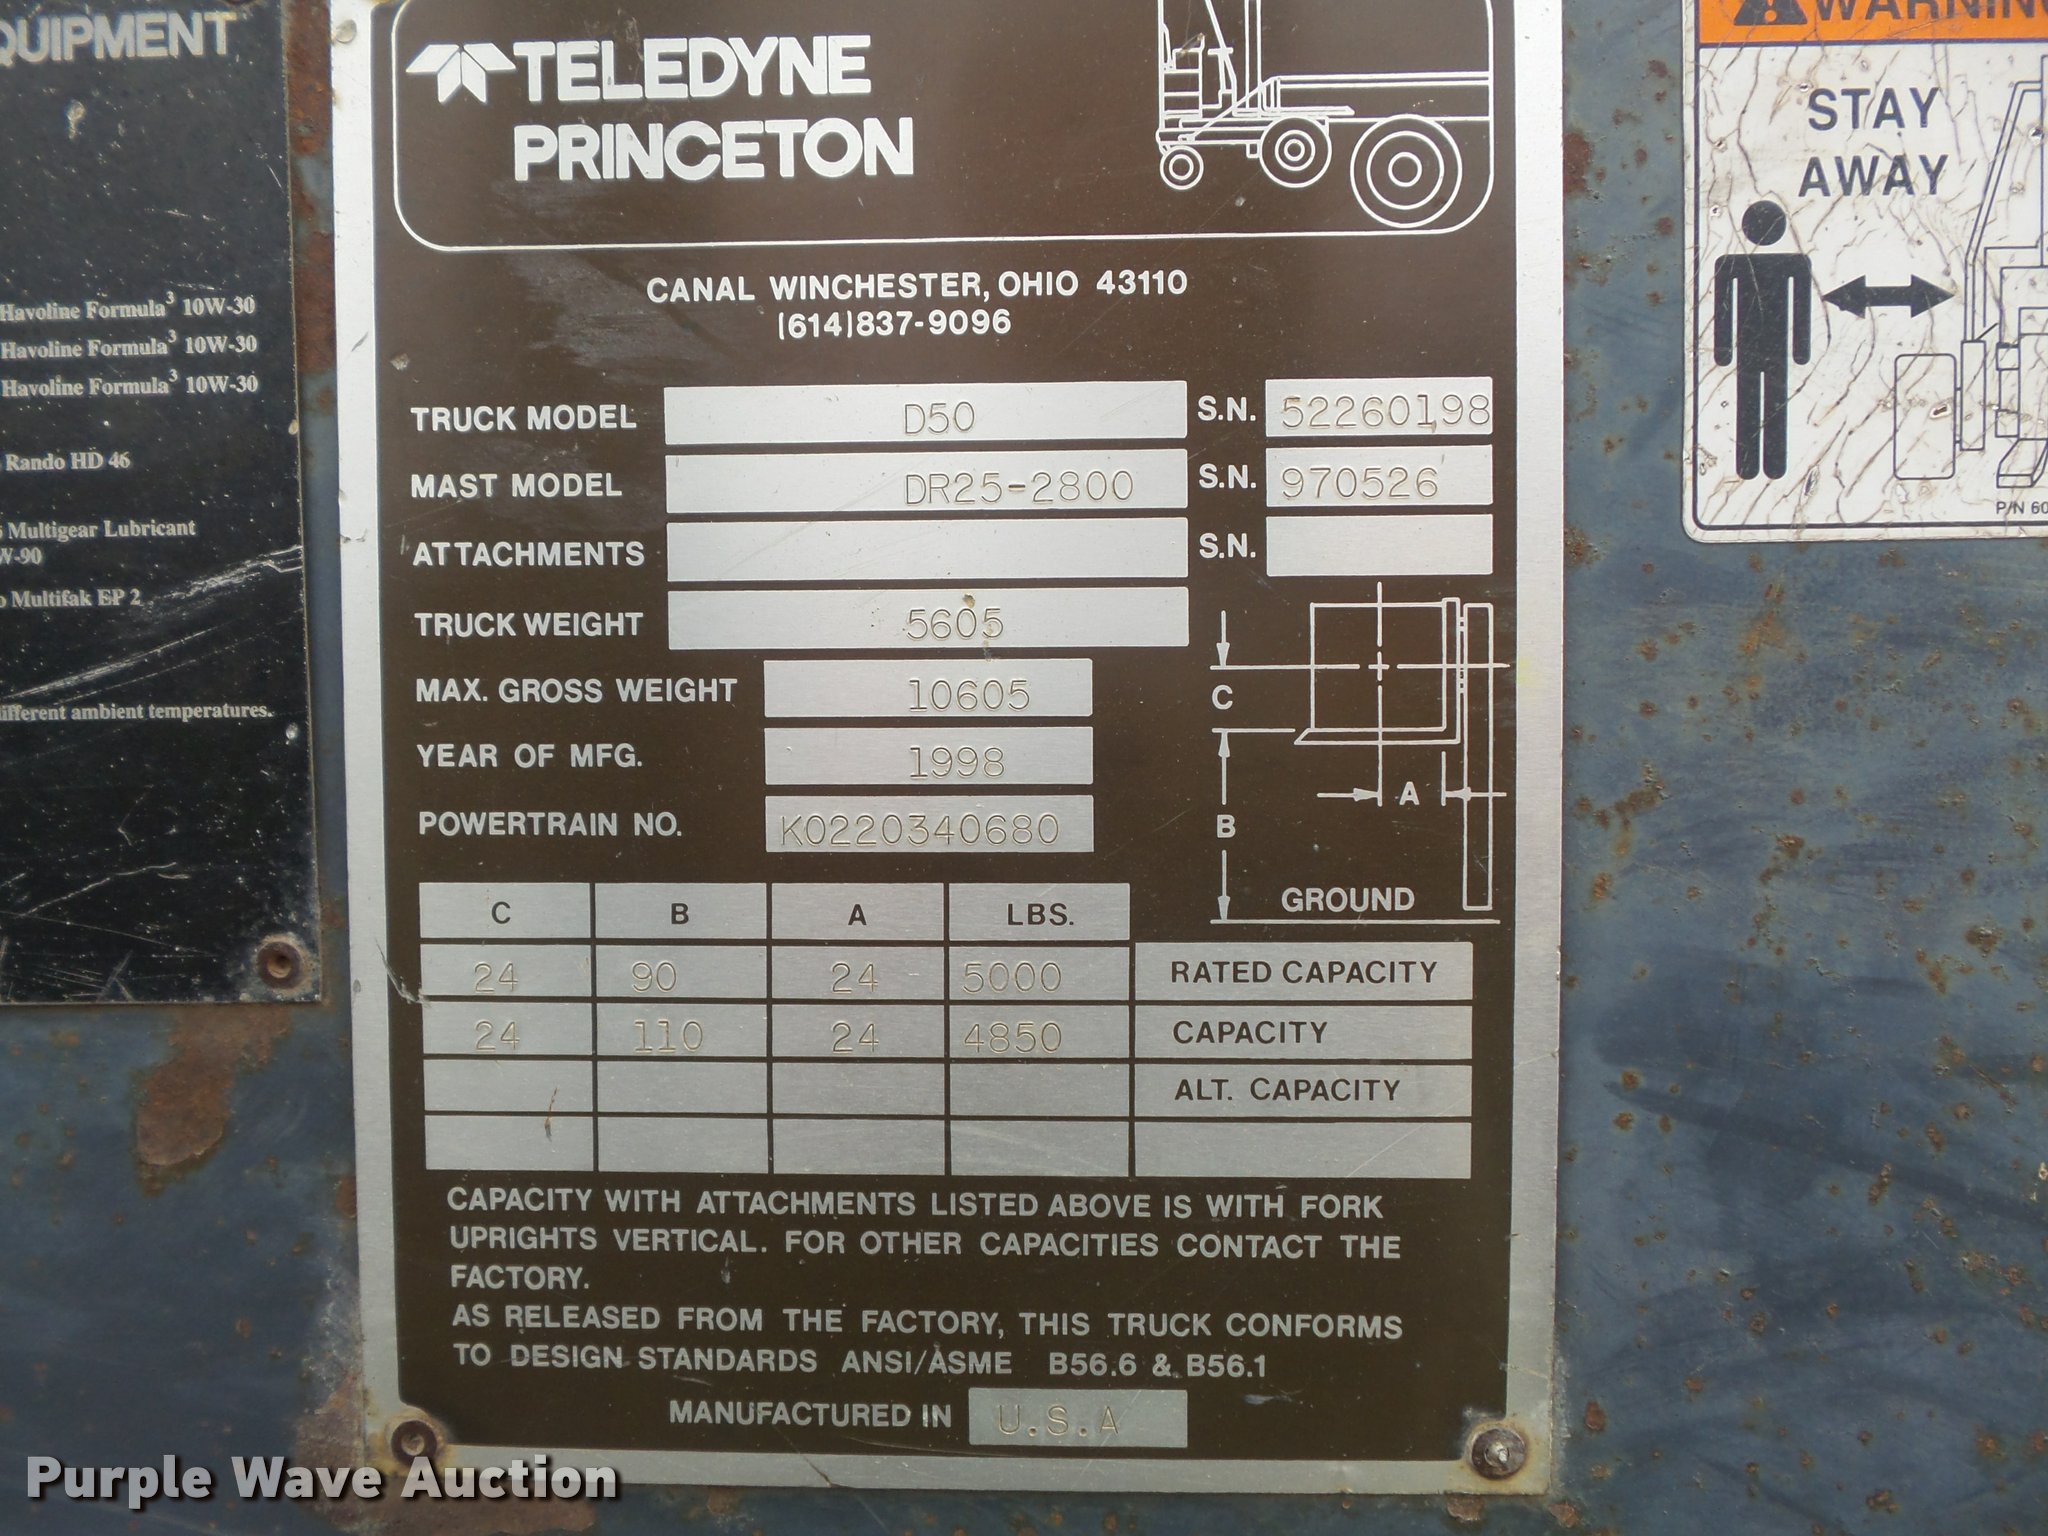 QUIPMENT
Havoline Formula³ 10W-30
Havoline Formula³ 10W-30
Havoline Formula³ 10W-30
Rando HD 46
Multigear Lubricant
W-90
Multifak EP 2
ifferent ambient temperatures.
TELEDYNE
PRINCETON
CANAL WINCHESTER, OHIO 43110
(614)837-9096
TRUCK MODEL D50 S.N. 52260198
MAST MODEL DR25-2800 S.N. 970526
ATTACHMENTS S.N.
TRUCK WEIGHT 5605
MAX. GROSS WEIGHT 10605
YEAR OF MFG. 1998
POWERTRAIN NO. K0220340680
C
A
B
GROUND
C B A LBS.
24 90 24 5000 RATED CAPACITY
24 110 24 4850 CAPACITY
ALT. CAPACITY
CAPACITY WITH ATTACHMENTS LISTED ABOVE IS WITH FORK
UPRIGHTS VERTICAL. FOR OTHER CAPACITIES CONTACT THE
FACTORY.
AS RELEASED FROM THE FACTORY, THIS TRUCK CONFORMS
TO DESIGN STANDARDS ANSI/ASME B56.6 & B56.1
MANUFACTURED IN U.S.A
WARNING
STAY
AWAY
P/N 60
Purple Wave Auction